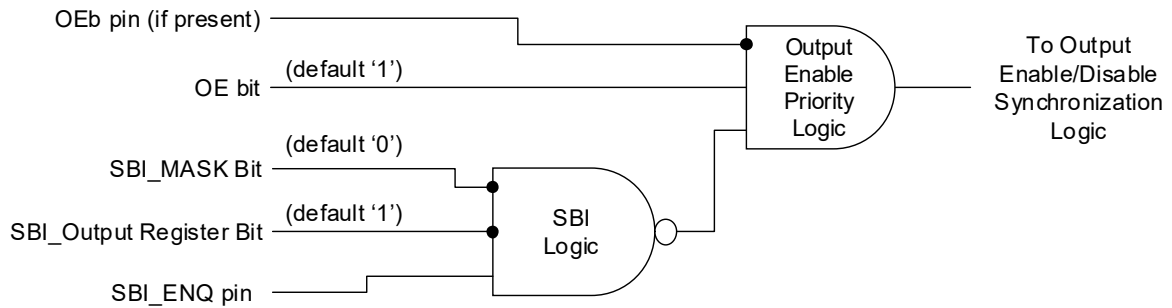 OEb pin (if present)
OE bit
(default ‘1’)
SBI_MASK Bit
(default ‘0’)
SBI_Output Register Bit
(default ‘1’)
SBI_ENQ pin
SBI
Logic
Output
Enable
Priority
Logic
To Output
Enable/Disable
Synchronization
Logic